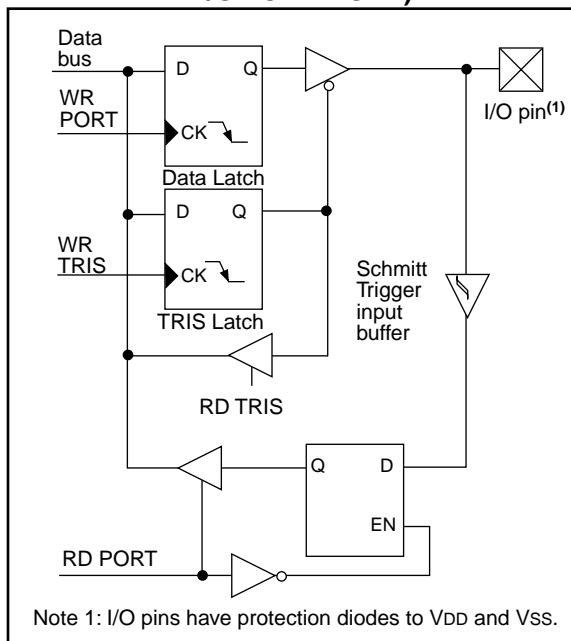 Data
bus
D
Q
WR
PORT
CK
I/O pin(1)
Data Latch
D
Q
WR
TRIS
CK
TRIS Latch
Schmitt
Trigger
input
buffer
RD TRIS
Q
D
EN
RD PORT
Note 1: I/O pins have protection diodes to VDD and VSS.